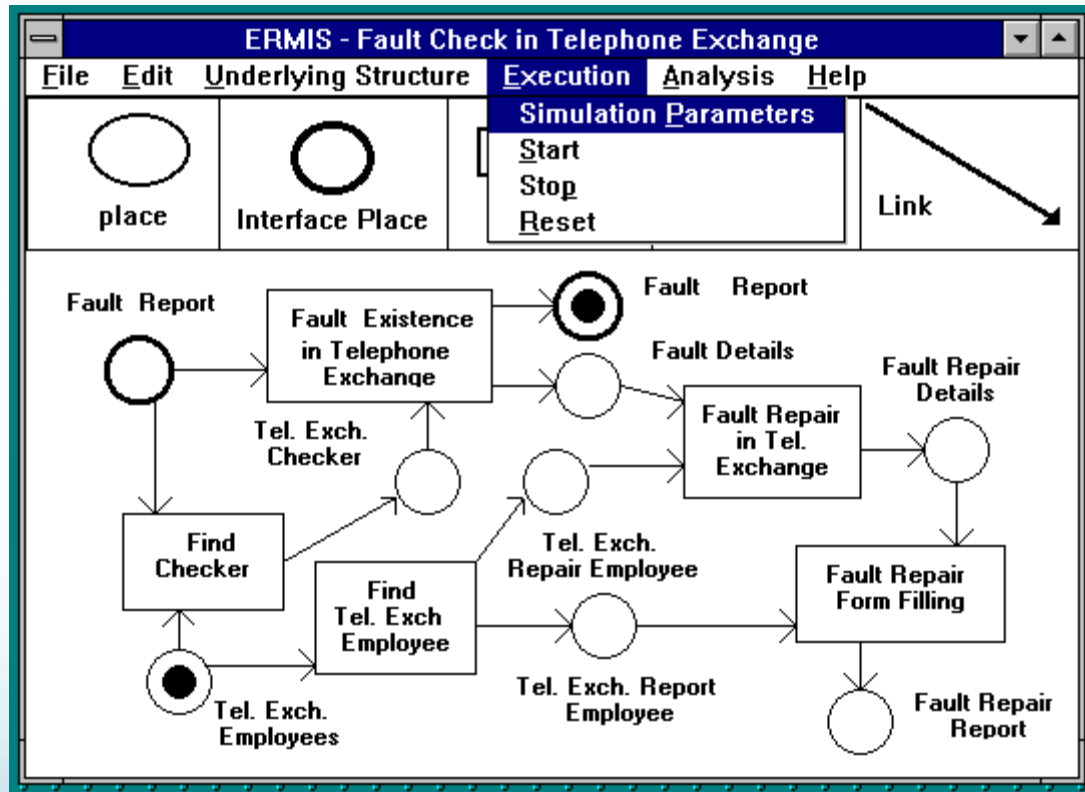 ERMIS - Fault Check in Telephone Exchange
File Edit Underlying Structure Execution Analysis Help
Simulation Parameters
Start
Stop
Reset
place
Interface Place
Link
Fault Report
Fault Existence
in Telephone
Exchange
Fault Report
Fault Details
Fault Repair
Details
Tel. Exch.
Checker
Fault Repair
in Tel.
Exchange
Find
Checker
Tel. Exch.
Repair Employee
Find
Tel. Exch
Employee
Fault Repair
Form Filling
Tel. Exch.
Employees
Tel. Exch. Report
Employee
Fault Repair
Report